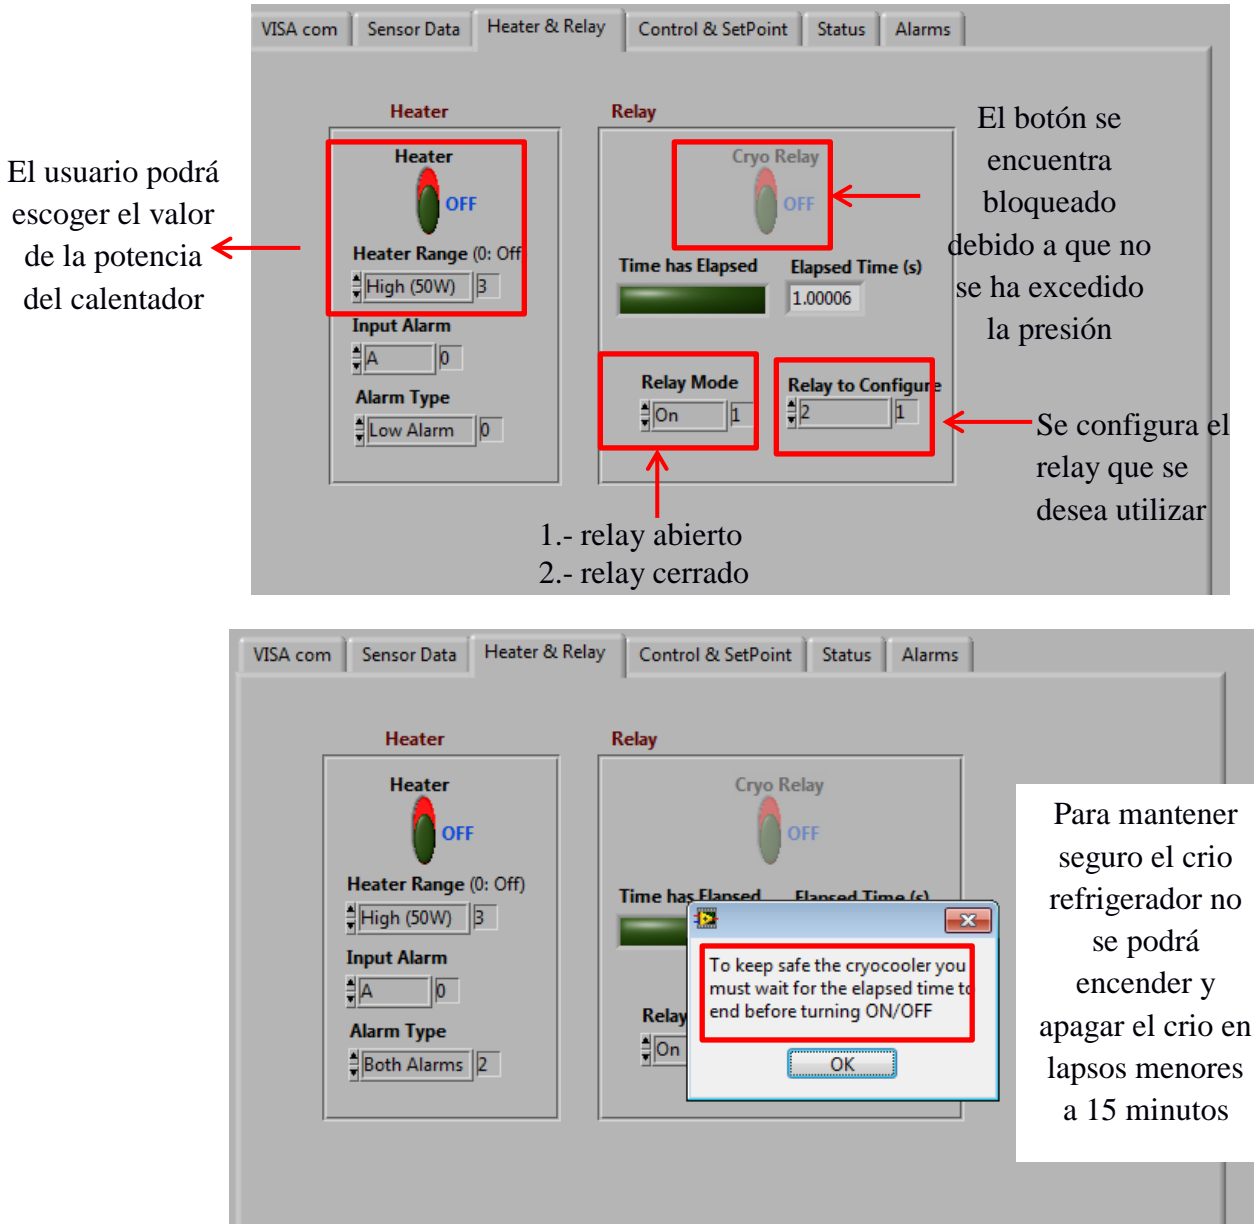 VISA com Sensor Data Heater & Relay Control & SetPoint Status Alarms
El usuario podrá
escoger el valor
de la potencia
del calentador
Heater
Heater
OFF
Heater Range (0: Off
High (50W) 3
Input Alarm
A 0
Alarm Type
Low Alarm 0
Relay
Cryo Relay
OFF
Time has Elapsed Elapsed Time (s)
1.00006
Relay Mode Relay to Configure
On 1 2 1
El botón se
encuentra
bloqueado
debido a que no
se ha excedido
la presión
Se configura el
relay que se
desea utilizar
1.- relay abierto
2.- relay cerrado
VISA com Sensor Data Heater & Relay Control & SetPoint Status Alarms
Heater
Heater
OFF
Heater Range (0: Off)
High (50W) 3
Input Alarm
A 0
Alarm Type
Both Alarms 2
Relay
Cryo Relay
OFF
Time has Elapsed Elapsed Time (s)
Relay
On
To keep safe the cryocooler you
must wait for the elapsed time to
end before turning ON/OFF
OK
Para mantener
seguro el crio
refrigerador no
se podrá
encender y
apagar el crio en
lapsos menores
a 15 minutos